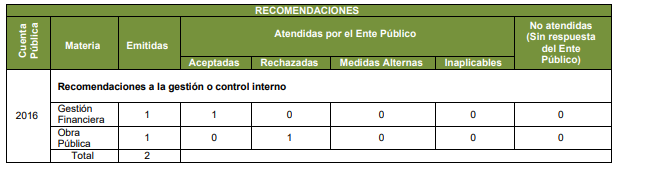 RECOMENDACIONES
Cuenta Pública
Materia
Emitidas
Atendidas por el Ente Público
No atendidas
(Sin respuesta
del Ente
Público)
Aceptadas Rechazadas Medidas Alternas Inaplicables
2016
Recomendaciones a la gestión o control interno
Gestión
Financiera 1 1 0 0 0 0
Obra
Pública 1 0 1 0 0 0
Total 2